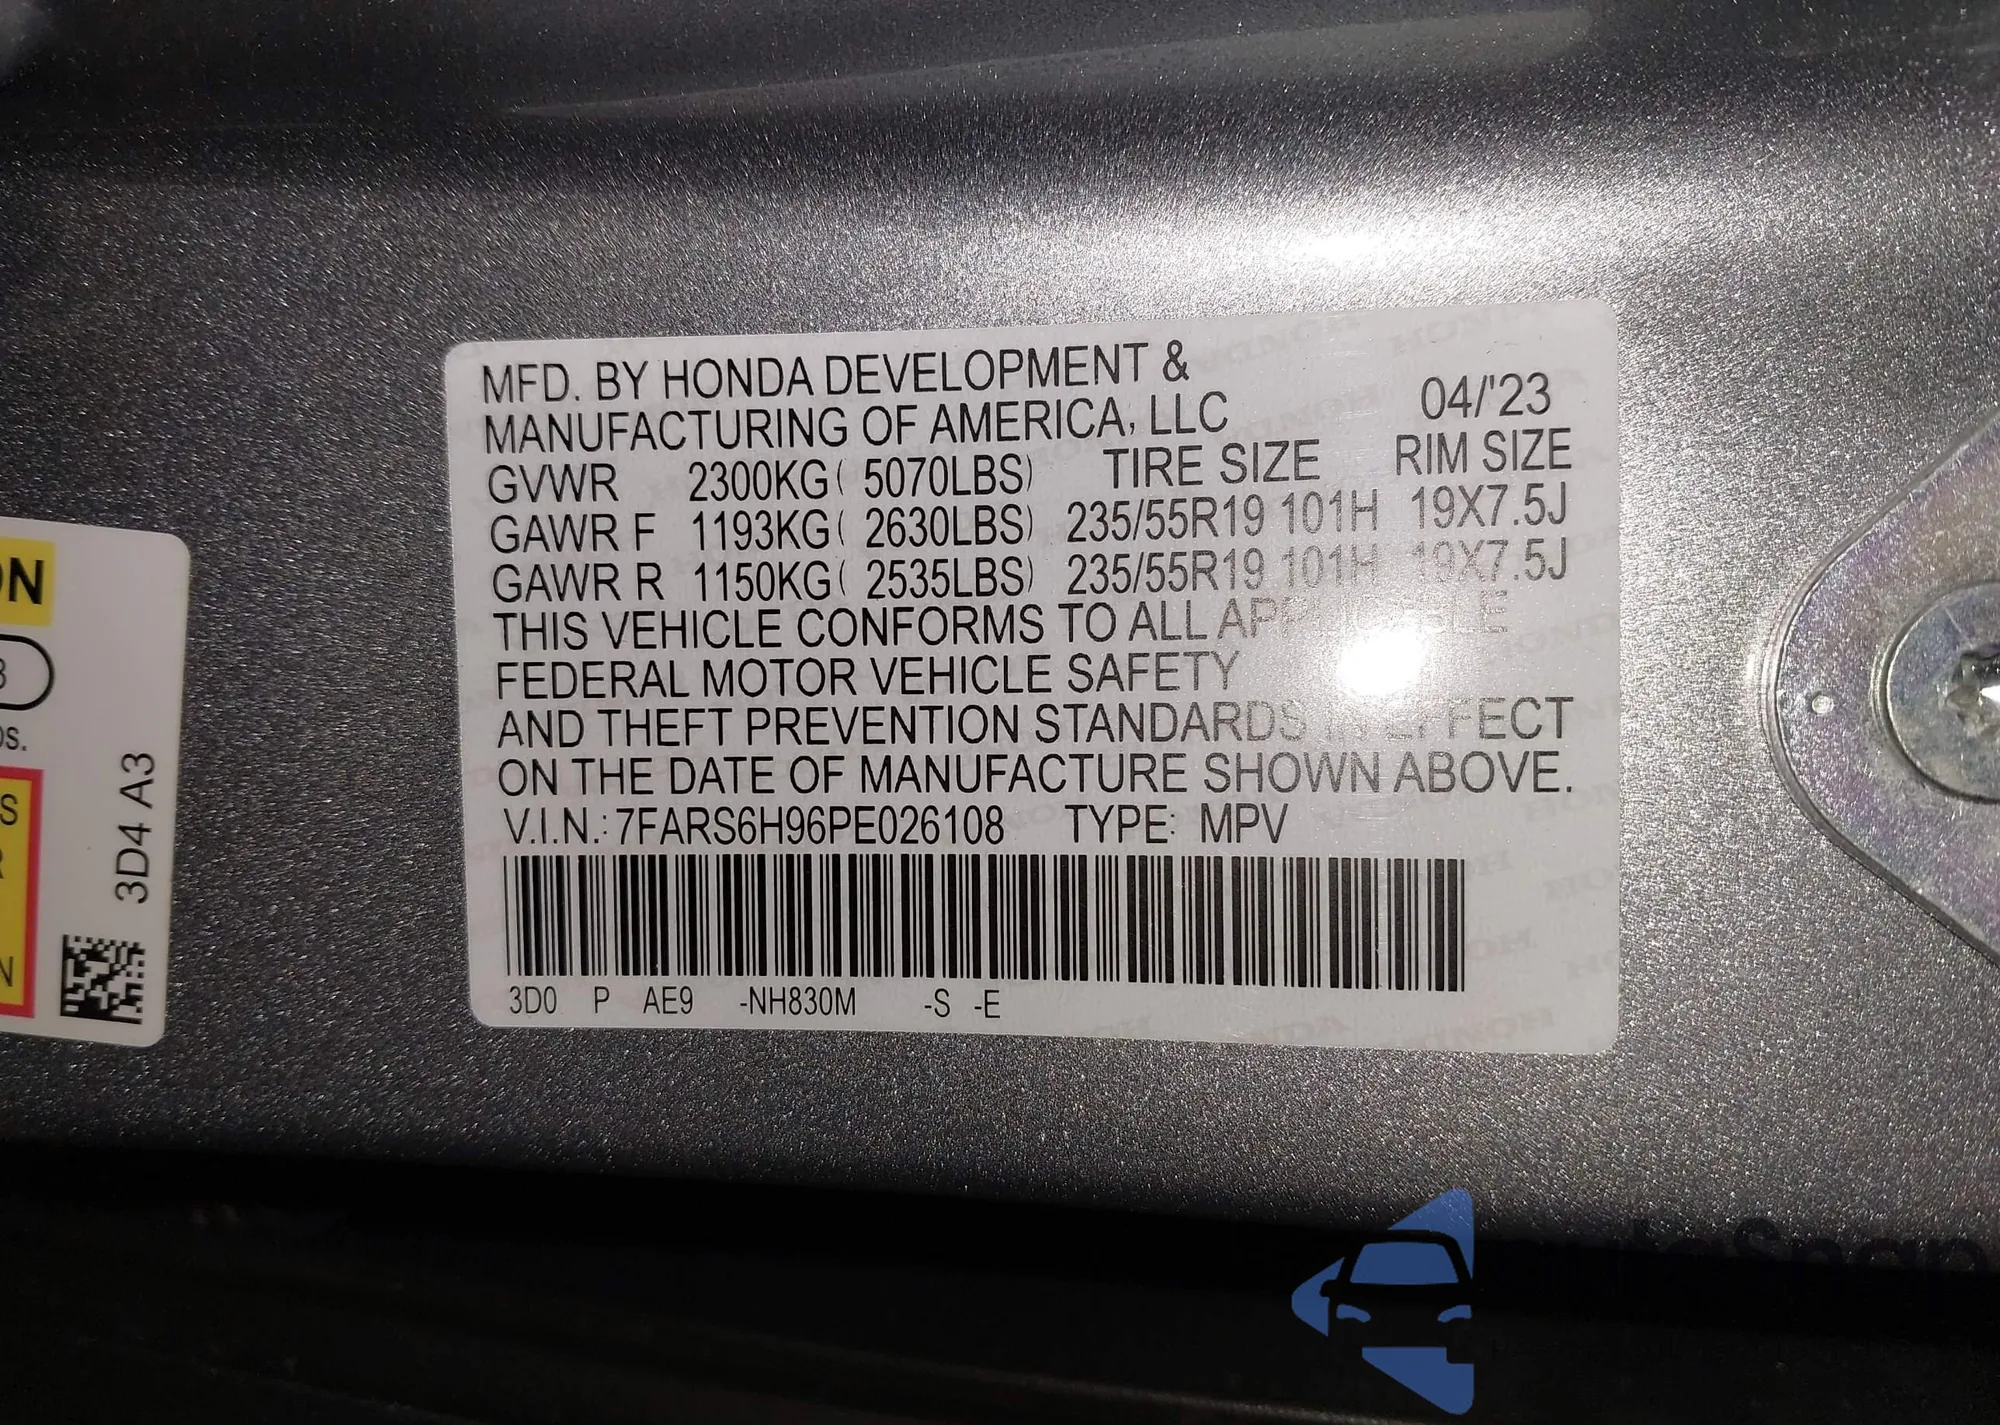 MFD. BY HONDA DEVELOPMENT &
MANUFACTURING OF AMERICA, LLC 04/'23
GVWR 2300KG( 5070LBS) TIRE SIZE RIM SIZE
GAWR F 1193KG( 2630LBS) 235/55R19 101H 19X7.5J
GAWR R 1150KG( 2535LBS) 235/55R19 101H 19X7.5J
THIS VEHICLE CONFORMS TO ALL APPLICABLE
FEDERAL MOTOR VEHICLE SAFETY
AND THEFT PREVENTION STANDARDS IN EFFECT
ON THE DATE OF MANUFACTURE SHOWN ABOVE.
V.I.N.: 7FARS6H96PE026108 TYPE: MPV
3D0 P AE9 -NH830M -S -E
3D4 A3